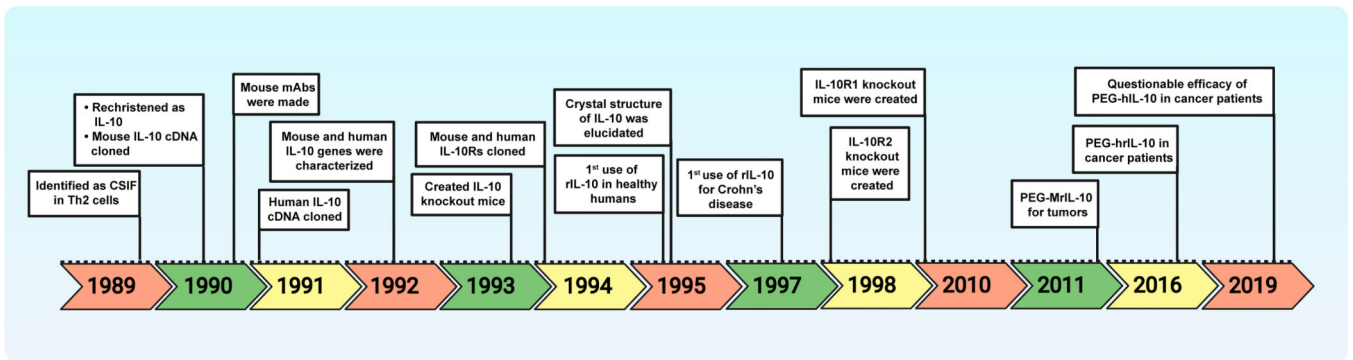 Identified as CSIF
in Th2 cells
• Rechristened as
IL-10
• Mouse IL-10 cDNA
cloned
Mouse mAbs
were made
Human IL-10
cDNA cloned
Mouse and human
IL-10 genes were
characterized
Created IL-10
knockout mice
Mouse and human
IL-10Rs cloned
Crystal structure
of IL-10 was
elucidated
1st use of
rIL-10 in healthy
humans
1st use of rIL-10
for Crohn's
disease
IL-10R1 knockout
mice were created
IL-10R2
knockout
mice were
created
PEG-MrIL-10
for tumors
PEG-hrIL-10 in
cancer patients
Questionable efficacy of
PEG-hIL-10 in cancer patients
1989
1990
1991
1992
1993
1994
1995
1997
1998
2010
2011
2016
2019